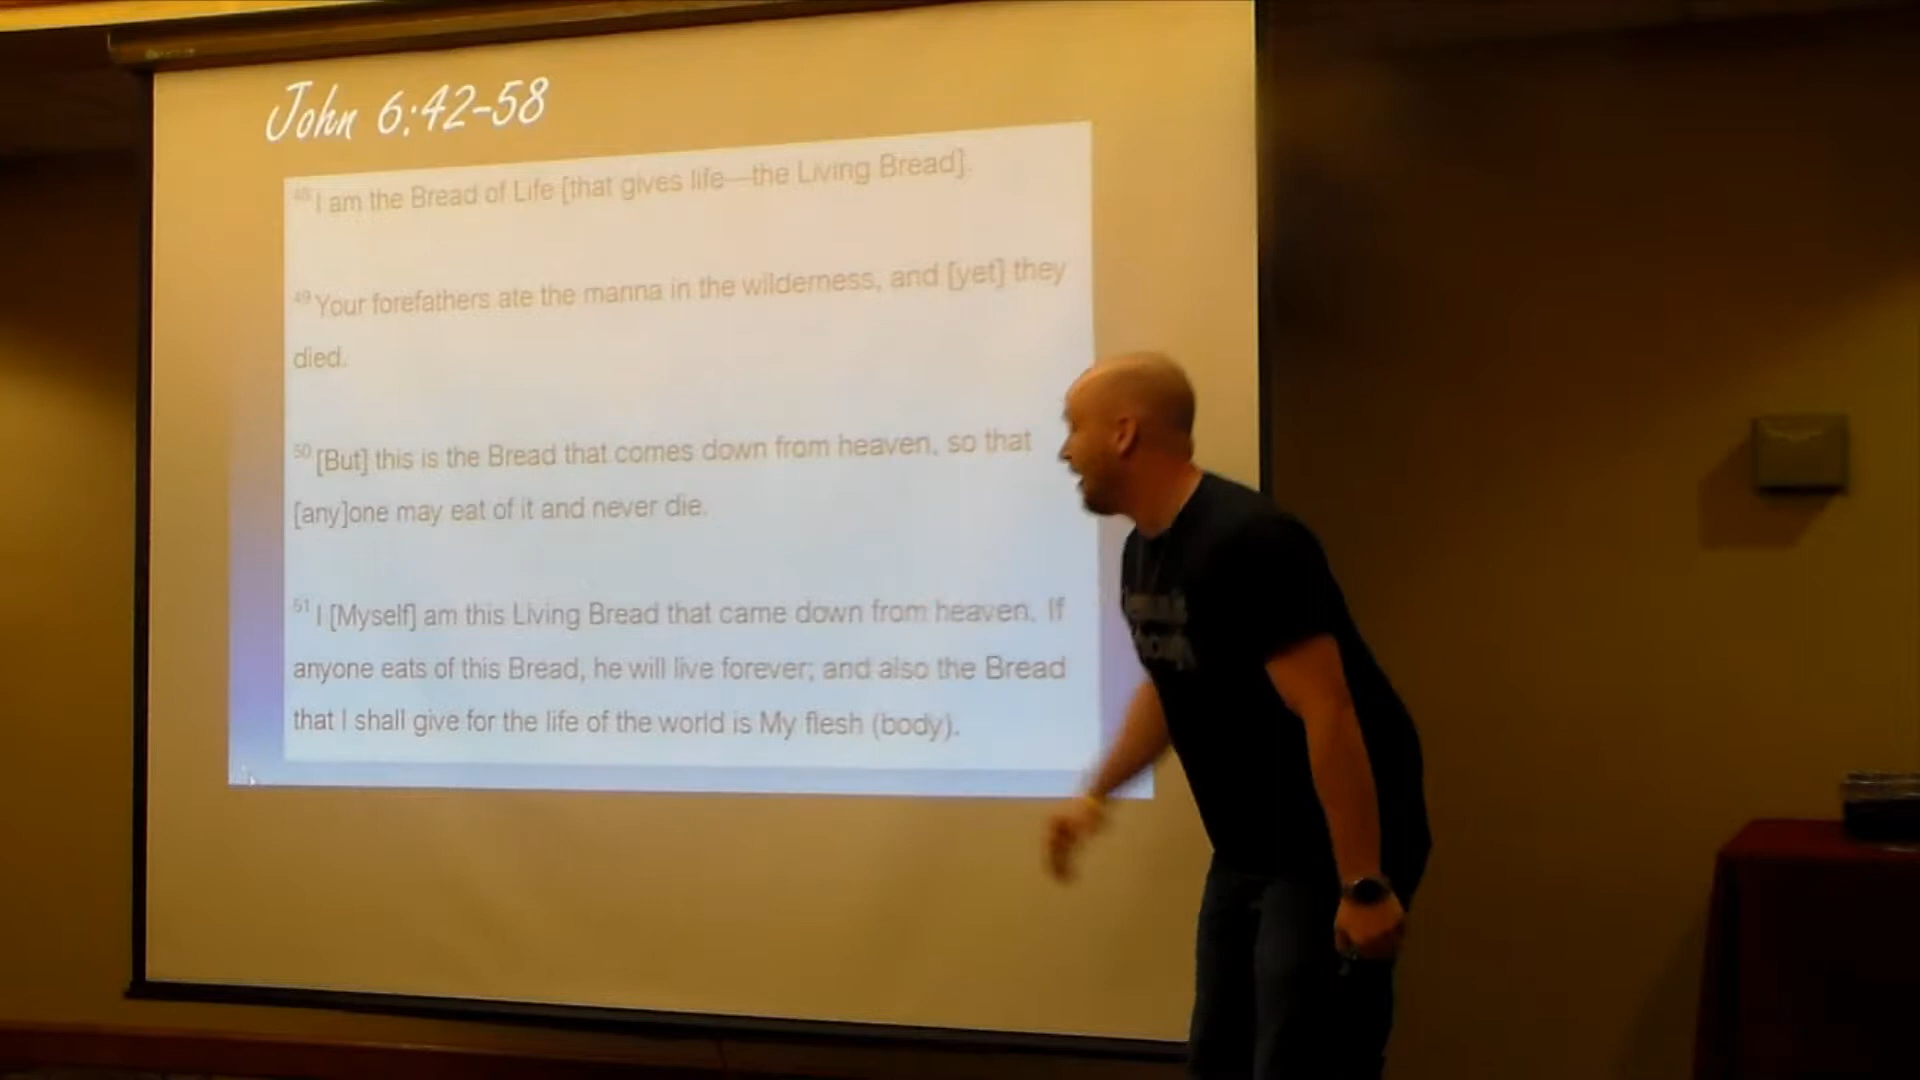 John 6:42-58
48 I am the Bread of Life [that gives life—the Living Bread].
49 Your forefathers ate the manna in the wilderness, and [yet] they
died.
50 [But] this is the Bread that comes down from heaven, so that
[any]one may eat of it and never die.
51 I [Myself] am this Living Bread that came down from heaven. If
anyone eats of this Bread, he will live forever; and also the Bread
that I shall give for the life of the world is My flesh (body).